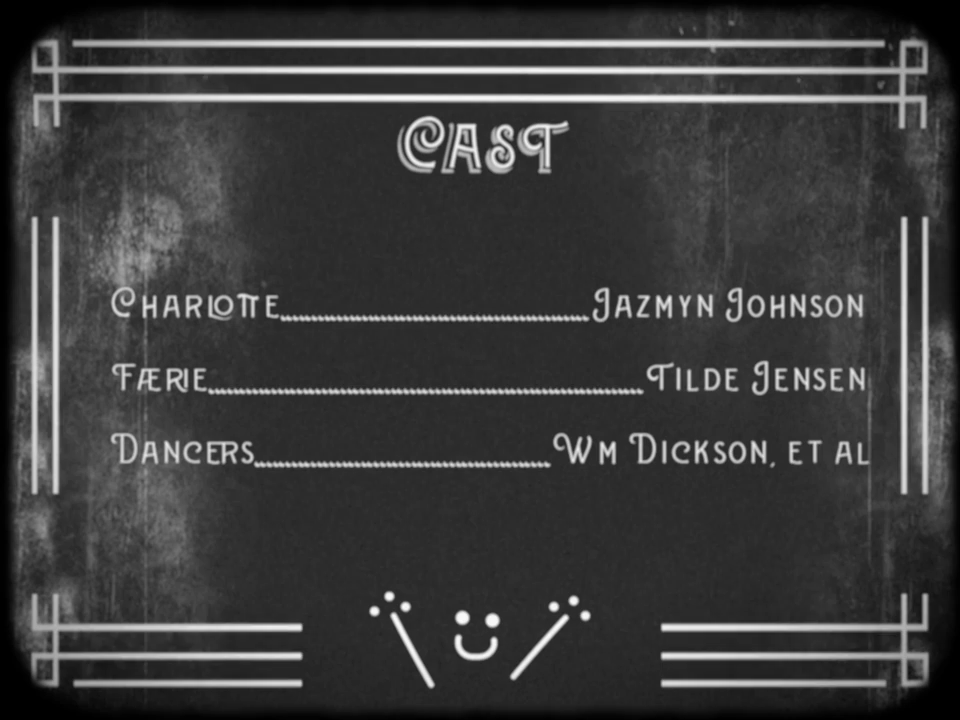 Cast
Charlotte Jazmyn Johnson
Færie Tilde Jensen
Dancers Wm Dickson, et al